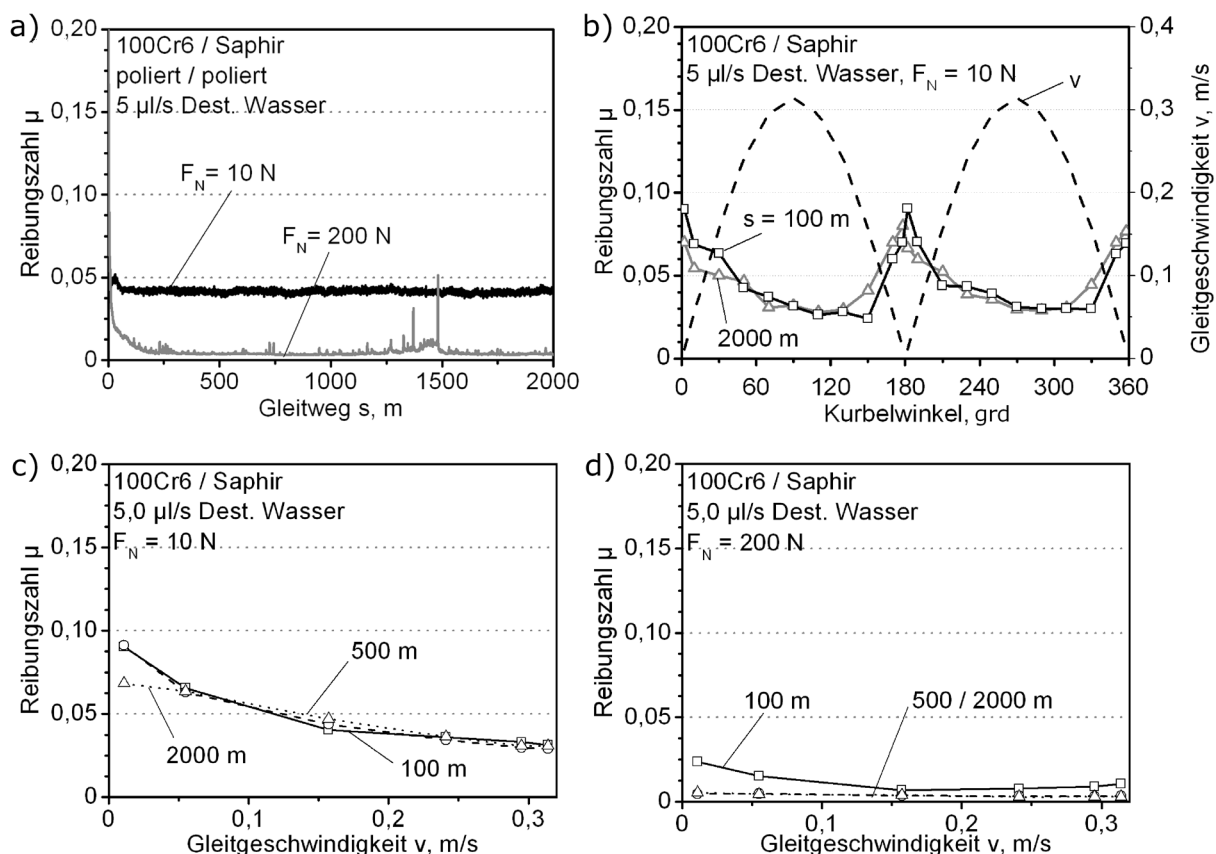 a)
0,20
0,15
0,10
0,05
0
Reibungszahl µ
100Cr6 / Saphir
poliert / poliert
5 µl/s Dest. Wasser
F_N = 10 N
F_N = 200 N
0 500 1000 1500 2000
Gleitweg s, m
b)
0,20
0,15
0,10
0,05
0
Reibungszahl µ
100Cr6 / Saphir
5 µl/s Dest. Wasser, F_N = 10 N
v
s = 100 m
2000 m
0,4
0,3
0,2
0,1
0
Gleitgeschwindigkeit v, m/s
0 60 120 180 240 300 360
Kurbelwinkel, grd
c)
0,20
0,15
0,10
0,05
0
Reibungszahl µ
100Cr6 / Saphir
5,0 µl/s Dest. Wasser
F_N = 10 N
500 m
2000 m
100 m
0 0,1 0,2 0,3
Gleitgeschwindigkeit v, m/s
d)
0,20
0,15
0,10
0,05
0
Reibungszahl µ
100Cr6 / Saphir
5,0 µl/s Dest. Wasser
F_N = 200 N
100 m
500 / 2000 m
0 0,1 0,2 0,3
Gleitgeschwindigkeit v, m/s